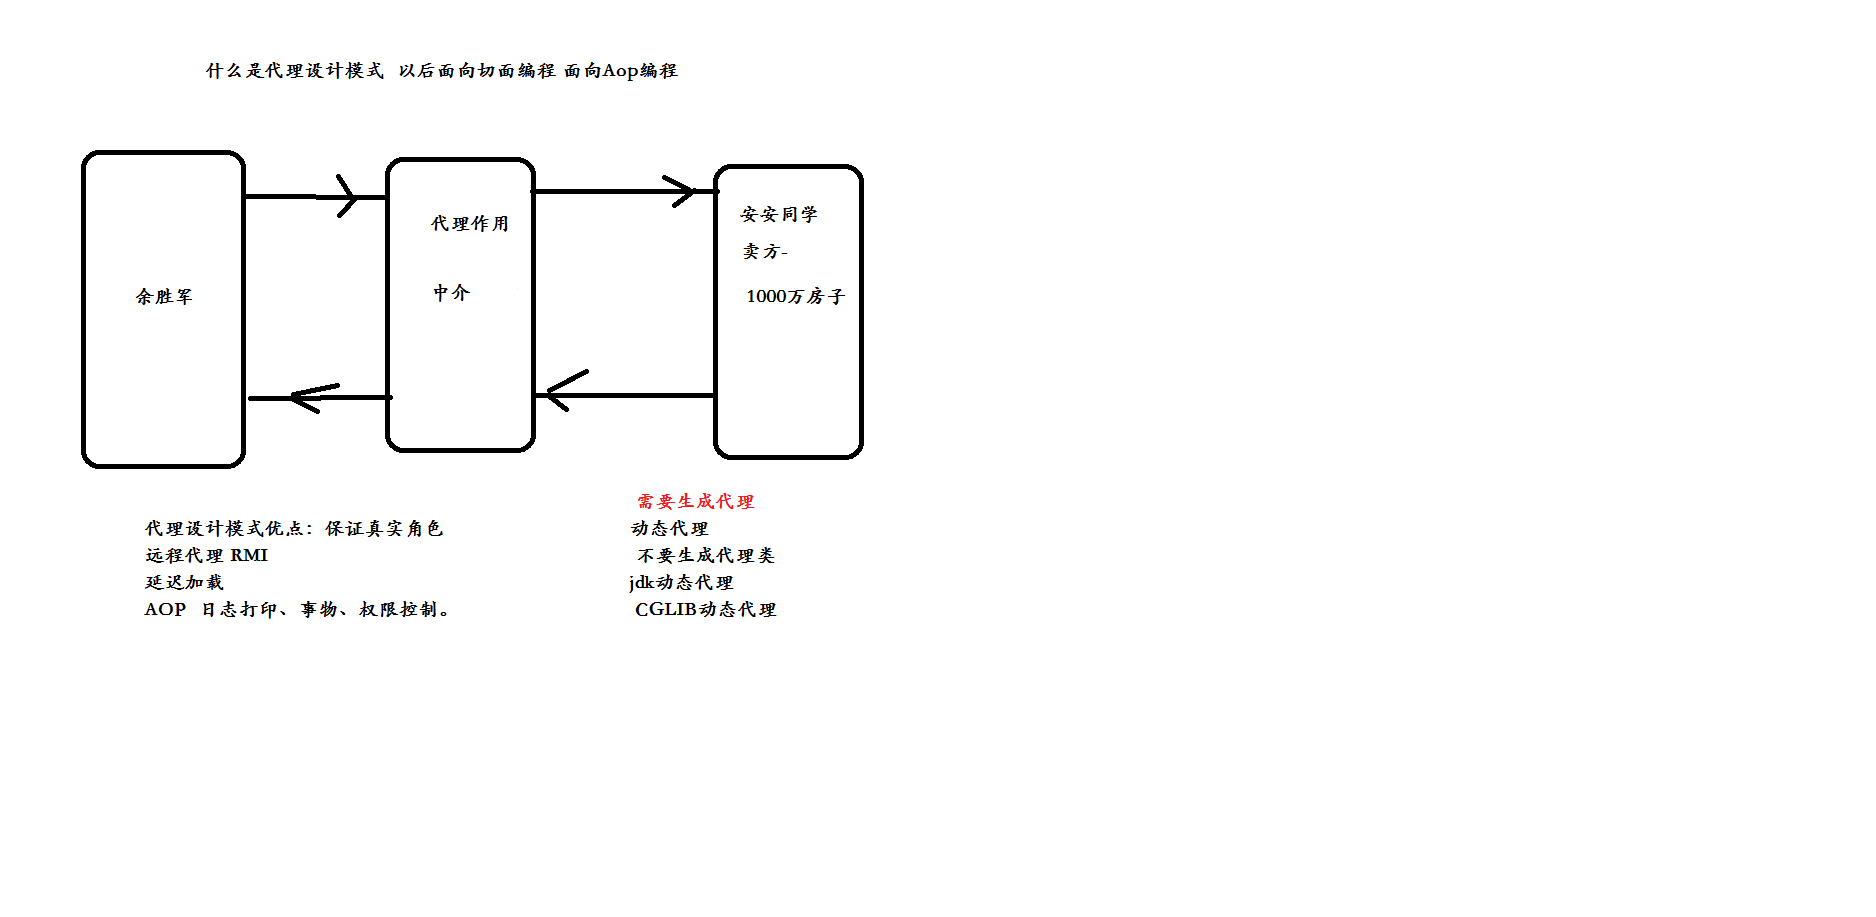 什么是代理设计模式  以后面向切面编程 面向Aop编程
余胜军
代理作用
中介
安安同学
卖方-
1000万房子
代理设计模式优点：保证真实角色
远程代理 RMI
延迟加载
AOP  日志打印、事物、权限控制。
需要生成代理
动态代理
不要生成代理类
jdk动态代理
CGLIB动态代理